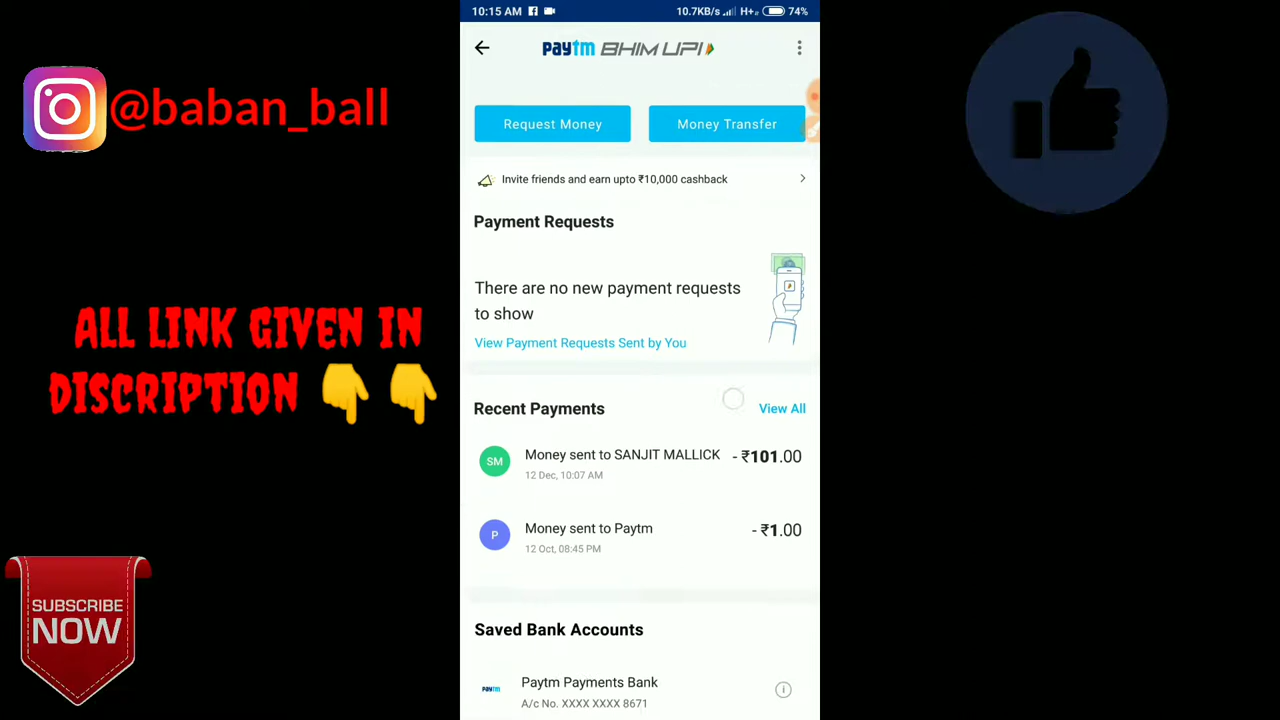 @baban_ball
ALL LINK GIVEN IN
DISCRIPTION 👇👇
SUBSCRIBE
NOW
10:15 AM
10.7KB/s H+ 74%
paytm BHIM UPI
Request Money
Money Transfer
Invite friends and earn upto ₹10,000 cashback
Payment Requests
There are no new payment requests
to show
View Payment Requests Sent by You
Recent Payments
View All
SM
Money sent to SANJIT MALLICK
- ₹101.00
12 Dec, 10:07 AM
P
Money sent to Paytm
- ₹1.00
12 Oct, 08:45 PM
Saved Bank Accounts
paytm
Paytm Payments Bank
A/c No. XXXX XXXX 8671